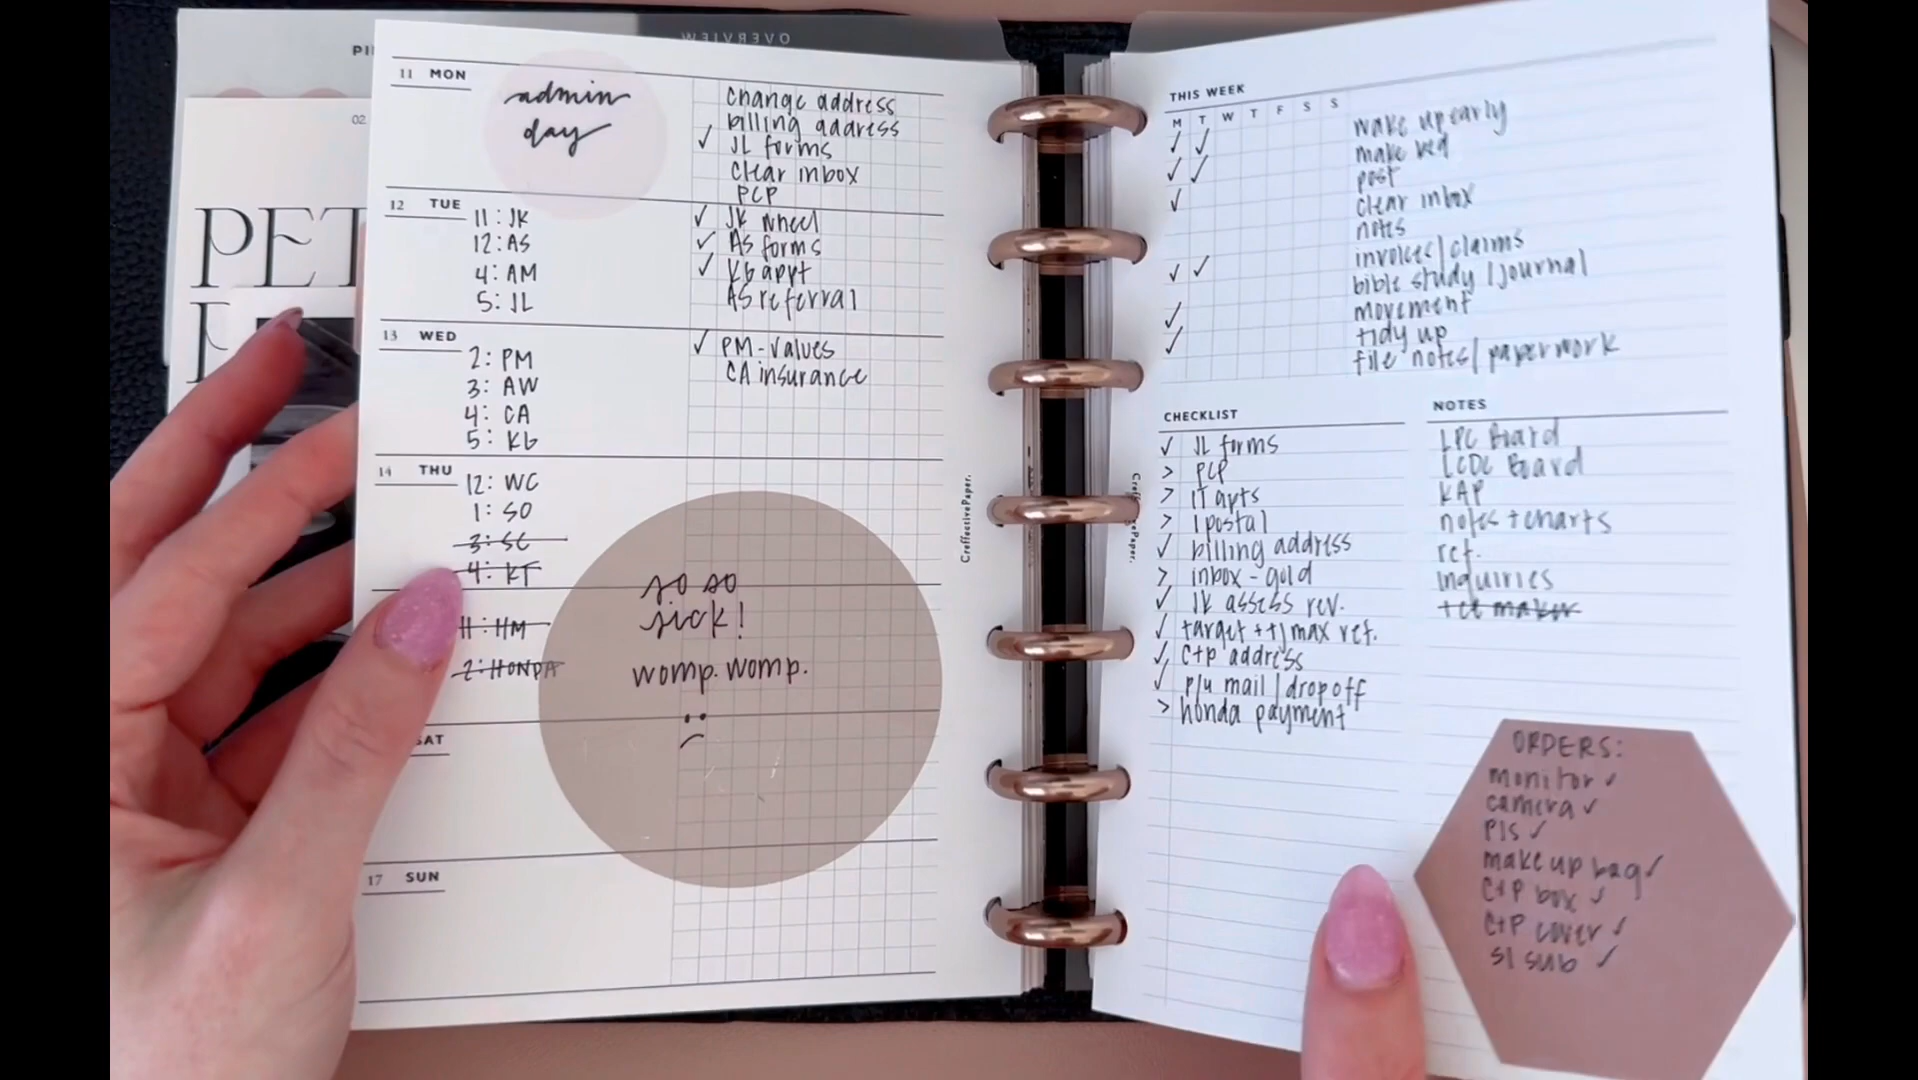 OVERVIEW
PI
02
PET
11 MON
admin
day
change address
billing address
✓ JL forms
clear inbox
PCP
12 TUE
11: JK
12: AS
4: AM
5: JL
✓ JK wheel
✓ AS forms
✓ KG appt
AS referral
13 WED
2: PM
3: AW
4: CA
5: KG
✓ PM - values
CA insurance
14 THU
12: WC
1: SO
3: SC
4: KT
11: HM
2: HONDA
so so
sick!
womp. womp.
SAT
17 SUN
CreffectivePaper.
THIS WEEK
M T W T F S S
wake up early
make bed
post
clear inbox
notes
invoices/claims
bible study/journal
movement
tidy up
file notes/paperwork
CHECKLIST
✓ JL forms
> PCP
> IT apts
> 1 postal
✓ billing address
> inbox - gold
✓ JK assess rev.
✓ target + tj max ret.
✓ C+P address
✓ p/u mail/dropoff
> honda payment
NOTES
LPC Board
LCDC Board
KAP
notes + charts
ref.
inquiries
ORDERS:
monitor ✓
camera ✓
PIS ✓
makeup bag ✓
C+P box ✓
C+P cover ✓
SI sub ✓